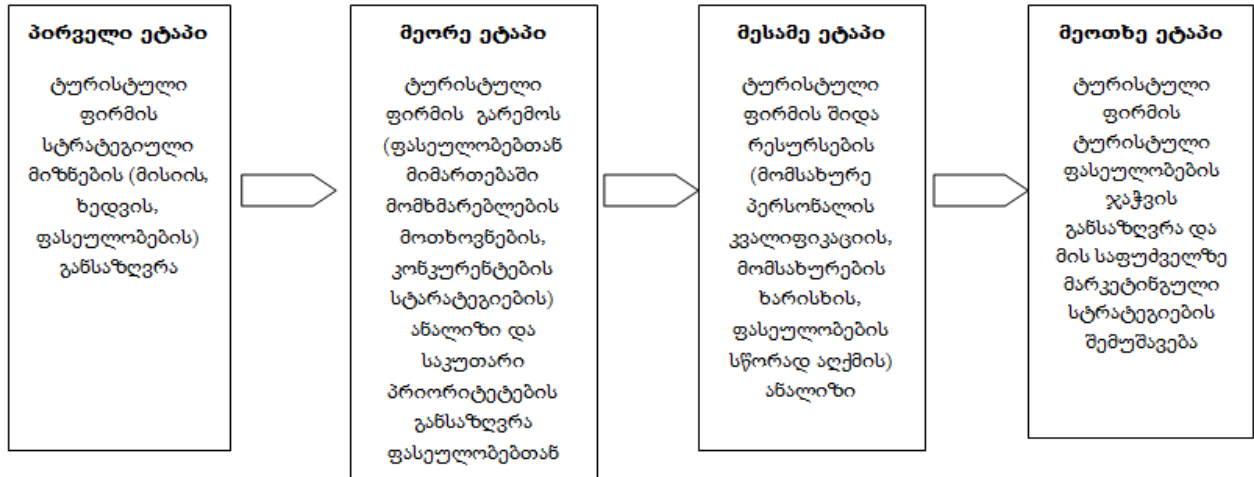 პირველი ეტაპი
ტურისტული
ფირმის
სტრატეგიული
მიზნების (მისიის,
ხედვის,
ფასეულობების)
განსაზღვრა
მეორე ეტაპი
ტურისტული
ფირმის გარემოს
(ფასეულობებთან
მიმართებაში
მომხმარებლების
მოთხოვნების,
კონკურენტების
სტარატეგიების)
ანალიზი და
საკუთარი
პრიორიტეტების
განსაზღვრა
ფასეულობებთან
მესამე ეტაპი
ტურისტული
ფირმის შიდა
რესურსების
(მომსახურე
პერსონალის
კვალიფიკაციის,
მომსახურების
ხარისხის,
ფასეულობების
სწორად აღქმის)
ანალიზი
მეოთხე ეტაპი
ტურისტული
ფირმის
ტურისტული
ფასეულობების
ჯაჭვის
განსაზღვრა და
მის საფუძველზე
მარკეტინგული
სტრატეგიების
შემუშავება